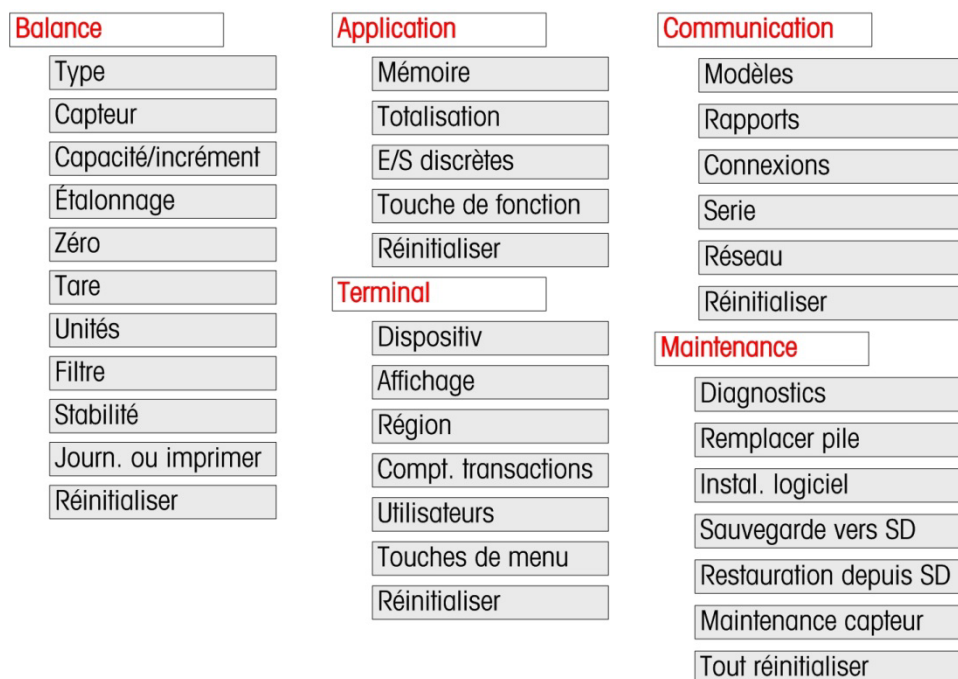 Balance
Type
Capteur
Capacité/incrément
Étalonnage
Zéro
Tare
Unités
Filtre
Stabilité
Journ. ou imprimer
Réinitialiser
Application
Mémoire
Totalisation
E/S discrètes
Touche de fonction
Réinitialiser
Terminal
Dispositiv
Affichage
Région
Compt. transactions
Utilisateurs
Touches de menu
Réinitialiser
Communication
Modèles
Rapports
Connexions
Serie
Réseau
Réinitialiser
Maintenance
Diagnostics
Remplacer pile
Instal. logiciel
Sauvegarde vers SD
Restauration depuis SD
Maintenance capteur
Tout réinitialiser